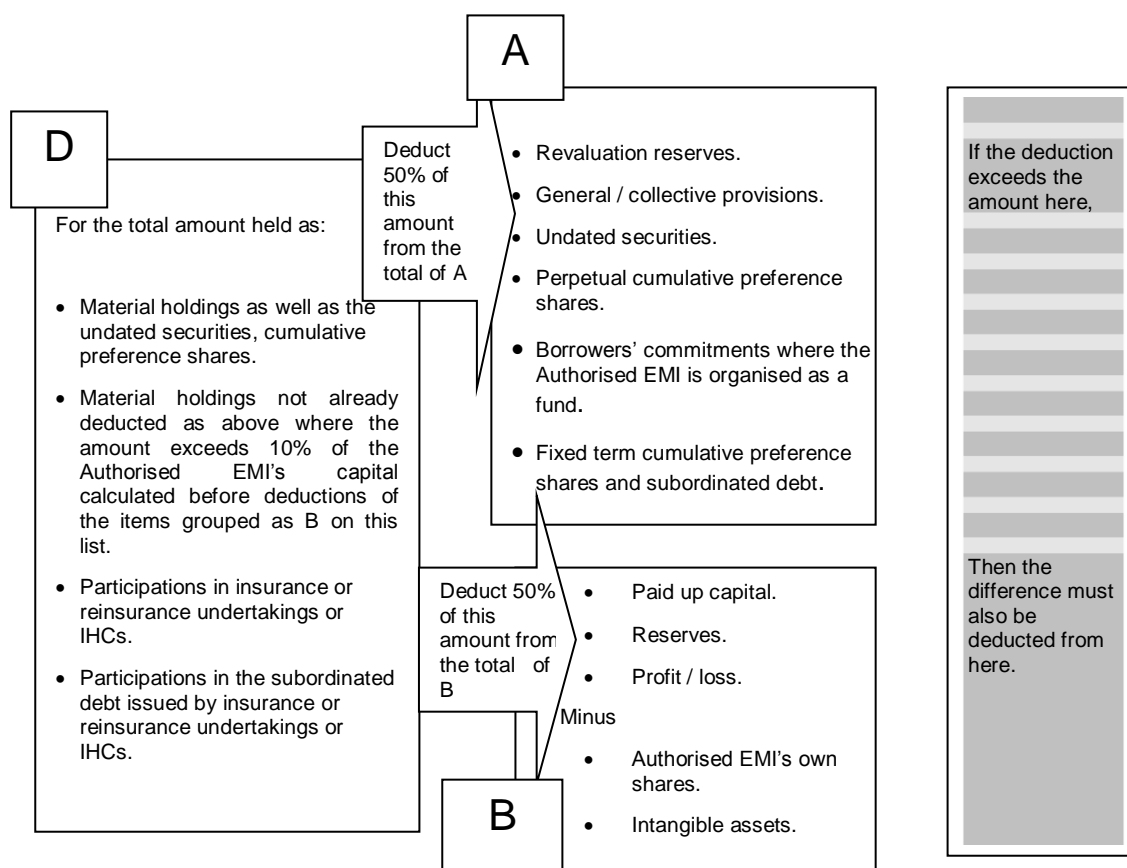 A
D
For the total amount held as:
• Material holdings as well as the
undated securities, cumulative
preference shares.
• Material holdings not already
deducted as above where the
amount exceeds 10% of the
Authorised EMI’s capital
calculated before deductions of
the items grouped as B on this
list.
• Participations in insurance or
reinsurance undertakings or
IHCs.
• Participations in the subordinated
debt issued by insurance or
reinsurance undertakings or
IHCs.
Deduct
50% of
this
amount
from the
total of A
• Revaluation reserves.
• General / collective provisions.
• Undated securities.
• Perpetual cumulative preference
shares.
• Borrowers’ commitments where the
Authorised EMI is organised as a
fund.
• Fixed term cumulative preference
shares and subordinated debt.
Deduct 50%
of this
amount from
the total of
B
• Paid up capital.
• Reserves.
• Profit / loss.
Minus
• Authorised EMI’s own
shares.
• Intangible assets.
B
If the deduction
exceeds the
amount here,
Then the
difference must
also be
deducted from
here.